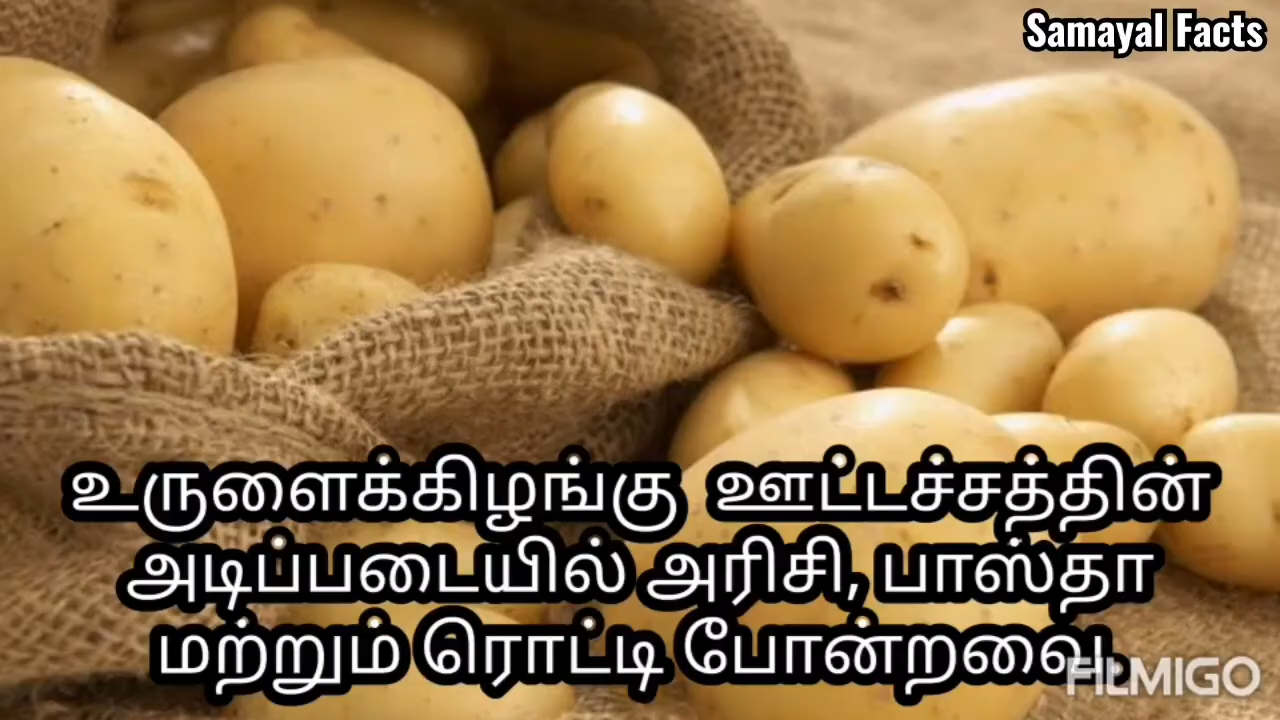 Samayal Facts
உருளைக்கிழங்கு ஊட்டச்சத்தின்
அடிப்படையில் அரிசி, பாஸ்தா
மற்றும் ரொட்டி போன்றவை.
FILMIGO